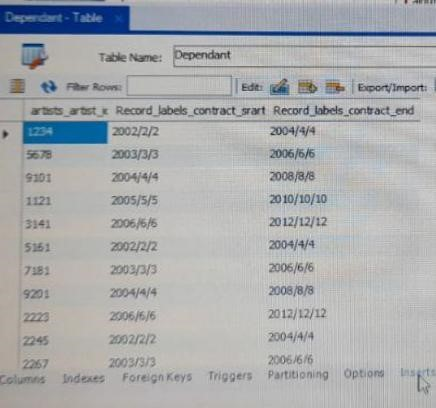 Dependant - Table ×
Table Name: Dependant
Filter Rows: Edit: Export/Import:
artists_artist_ic Record_labels_contract_srart Record_labels_contract_end
1234 2002/2/2 2004/4/4
5678 2003/3/3 2006/6/6
9101 2004/4/4 2008/8/8
1121 2005/5/5 2010/10/10
3141 2006/6/6 2012/12/12
5161 2002/2/2 2004/4/4
7181 2003/3/3 2006/6/6
9201 2004/4/4 2008/8/8
2223 2006/6/6 2012/12/12
2245 2002/2/2 2004/4/4
2267 2003/3/3 2006/6/6
Columns Indexes Foreign Keys Triggers Partitioning Options Inserts